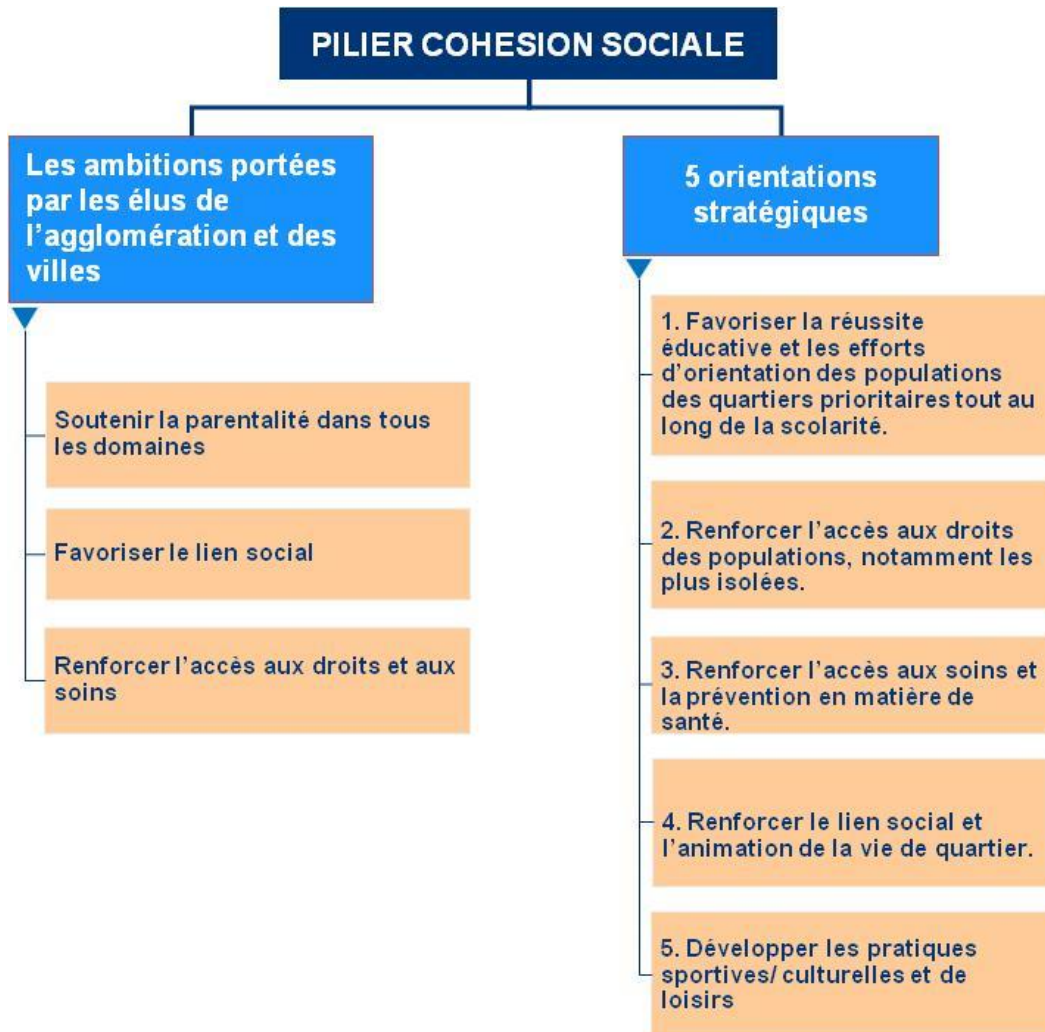 PILIER COHESION SOCIALE
Les ambitions portées
par les élus de
l’agglomération et des
villes
Soutenir la parentalité dans tous
les domaines
Favoriser le lien social
Renforcer l’accès aux droits et aux
soins
5 orientations
stratégiques
1. Favoriser la réussite
éducative et les efforts
d’orientation des populations
des quartiers prioritaires tout au
long de la scolarité.
2. Renforcer l’accès aux droits
des populations, notamment les
plus isolées.
3. Renforcer l’accès aux soins et
la prévention en matière de
santé.
4. Renforcer le lien social et
l’animation de la vie de quartier.
5. Développer les pratiques
sportives/ culturelles et de
loisirs